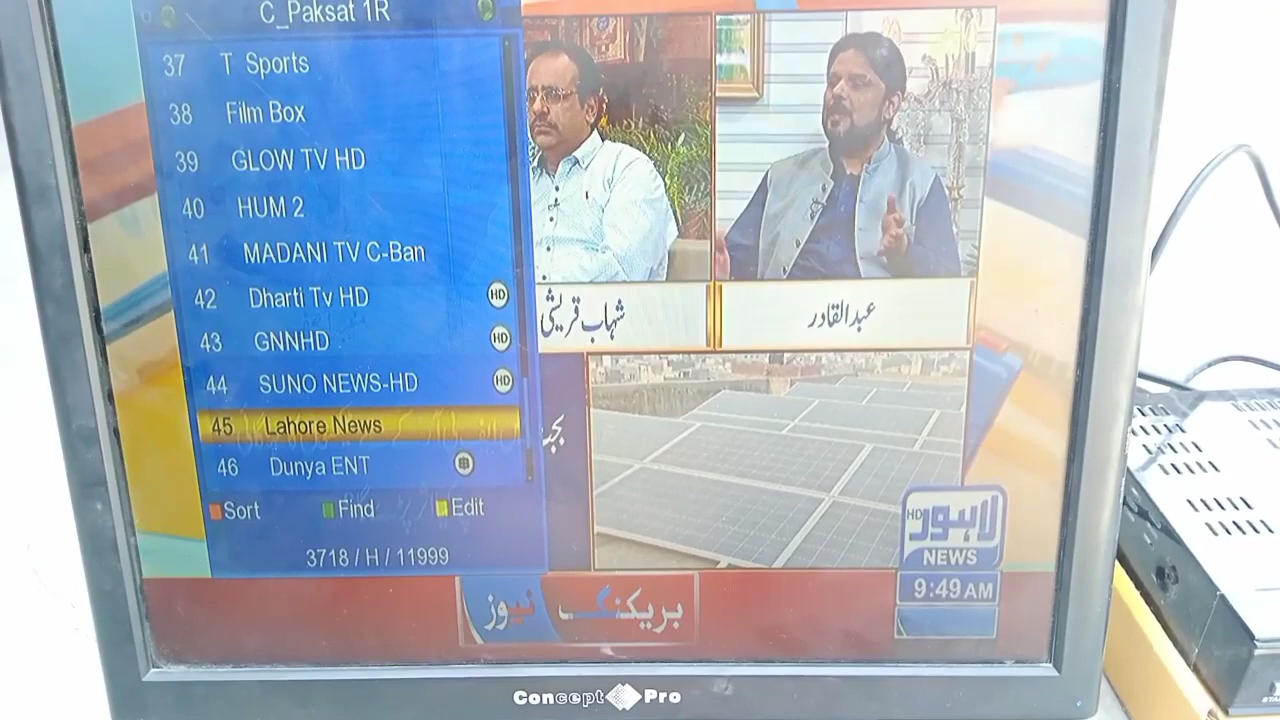 C_Paksat 1R
37 T Sports
38 Film Box
39 GLOW TV HD
40 HUM 2
41 MADANI TV C-Ban
42 Dharti Tv HD HD
43 GNNHD HD
44 SUNO NEWS-HD HD
45 Lahore News
46 Dunya ENT
Sort Find Edit
3718 / H / 11999
شہاب قریشی
عبدالقادر
HD لاہور
NEWS
9:49 AM
بریکنگ نیوز
Concept Pro